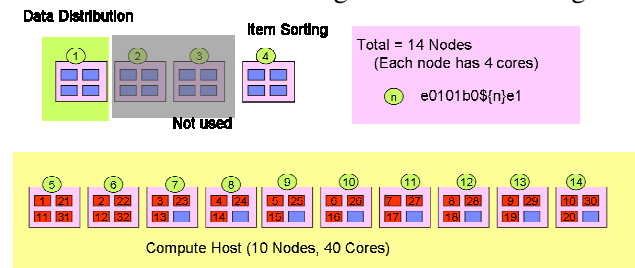 Data Distribution
Item Sorting
1
2
3
4
Not used
Total = 14 Nodes
(Each node has 4 cores)
n e0101b0${n}e1
5 6 7 8 9 10 11 12 13 14
1 21 2 22 3 23 4 24 5 25 6 26 7 27 8 28 9 29 10 30
11 31 12 32 13 14 15 16 17 18 19 20
Compute Host (10 Nodes, 40 Cores)